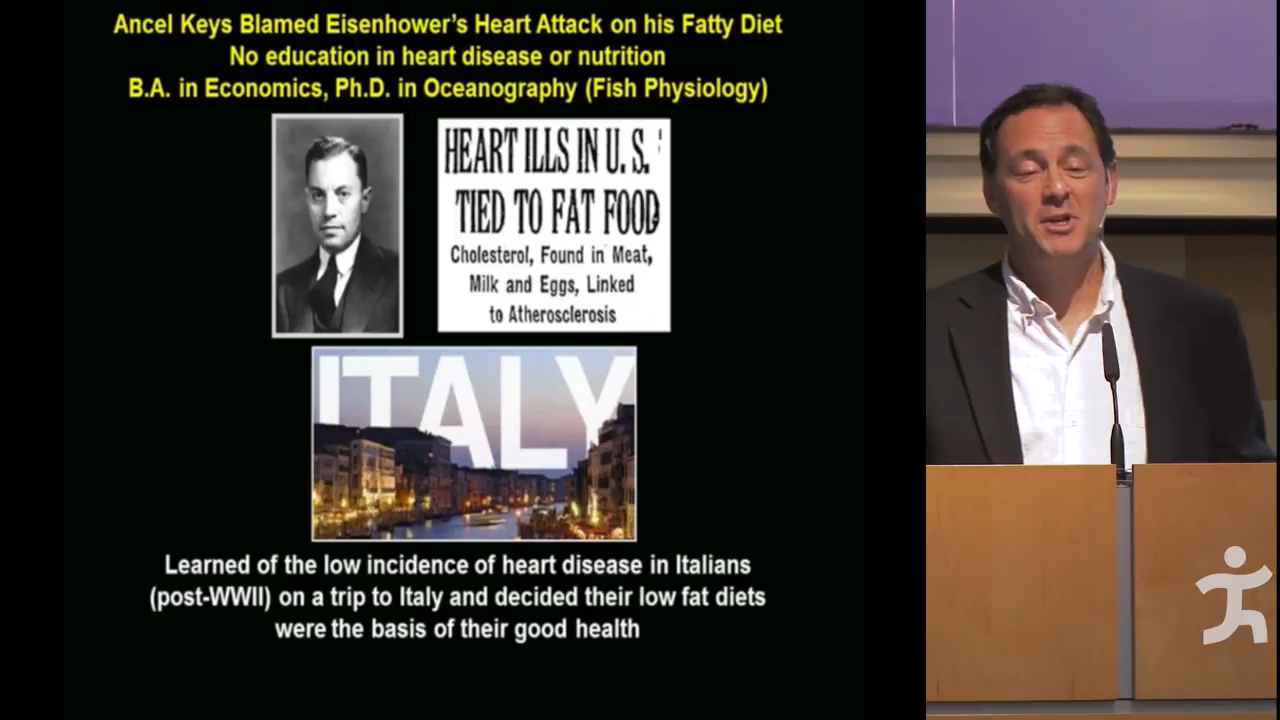 Ancel Keys Blamed Eisenhower's Heart Attack on his Fatty Diet
No education in heart disease or nutrition
B.A. in Economics, Ph.D. in Oceanography (Fish Physiology)
HEART ILLS IN U. S.
TIED TO FAT FOOD
Cholesterol, Found in Meat,
Milk and Eggs, Linked
to Atherosclerosis
ITALY
Learned of the low incidence of heart disease in Italians
(post-WWII) on a trip to Italy and decided their low fat diets
were the basis of their good health